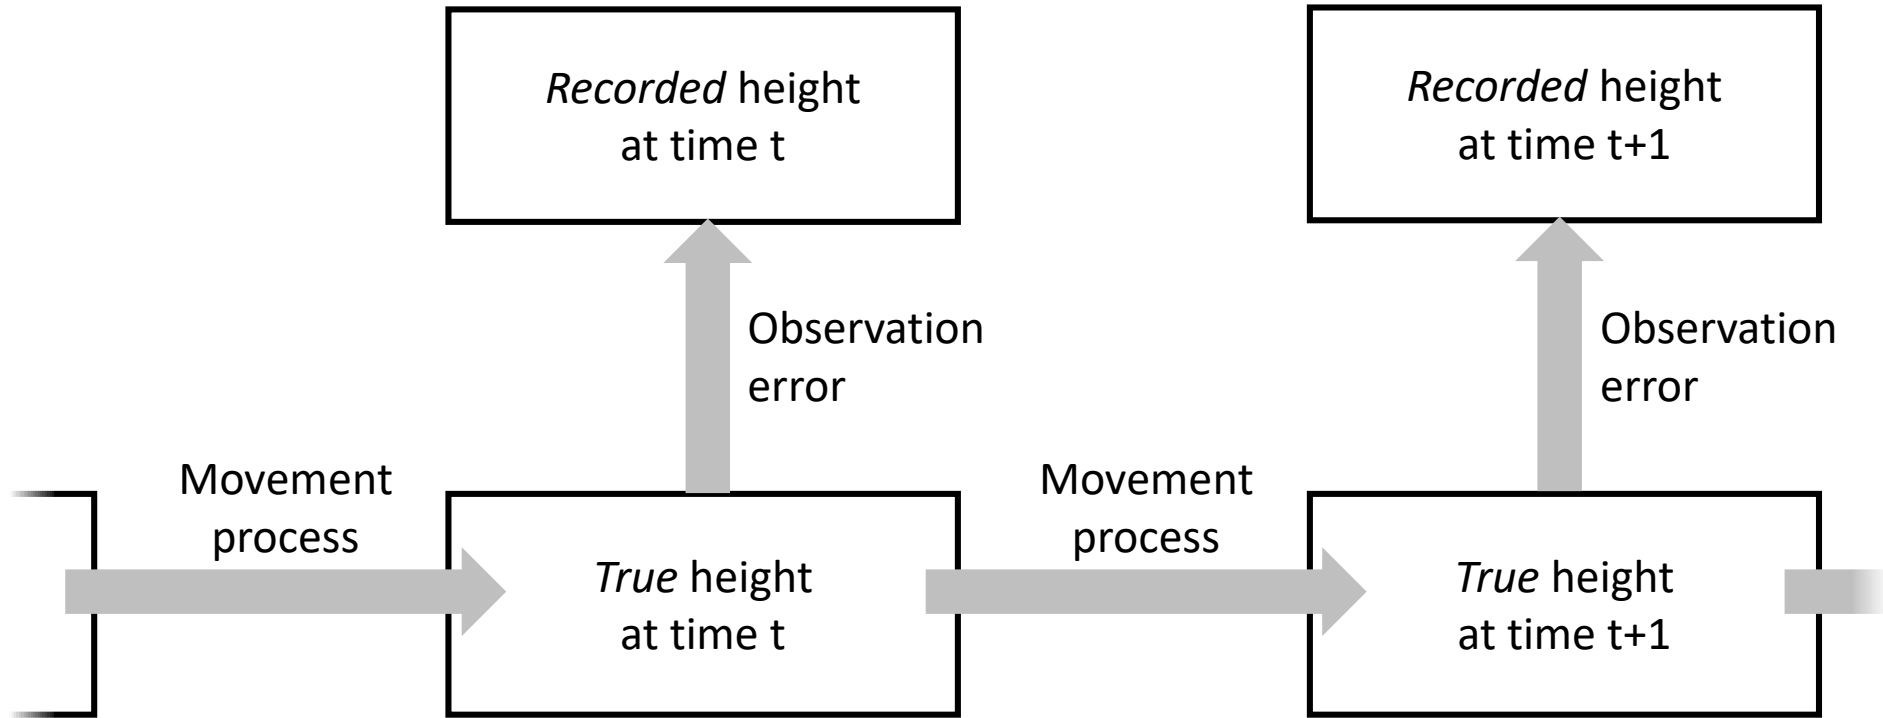 Recorded height
at time t
Recorded height
at time t+1
Observation
error
Observation
error
Movement
process
Movement
process
True height
at time t
True height
at time t+1